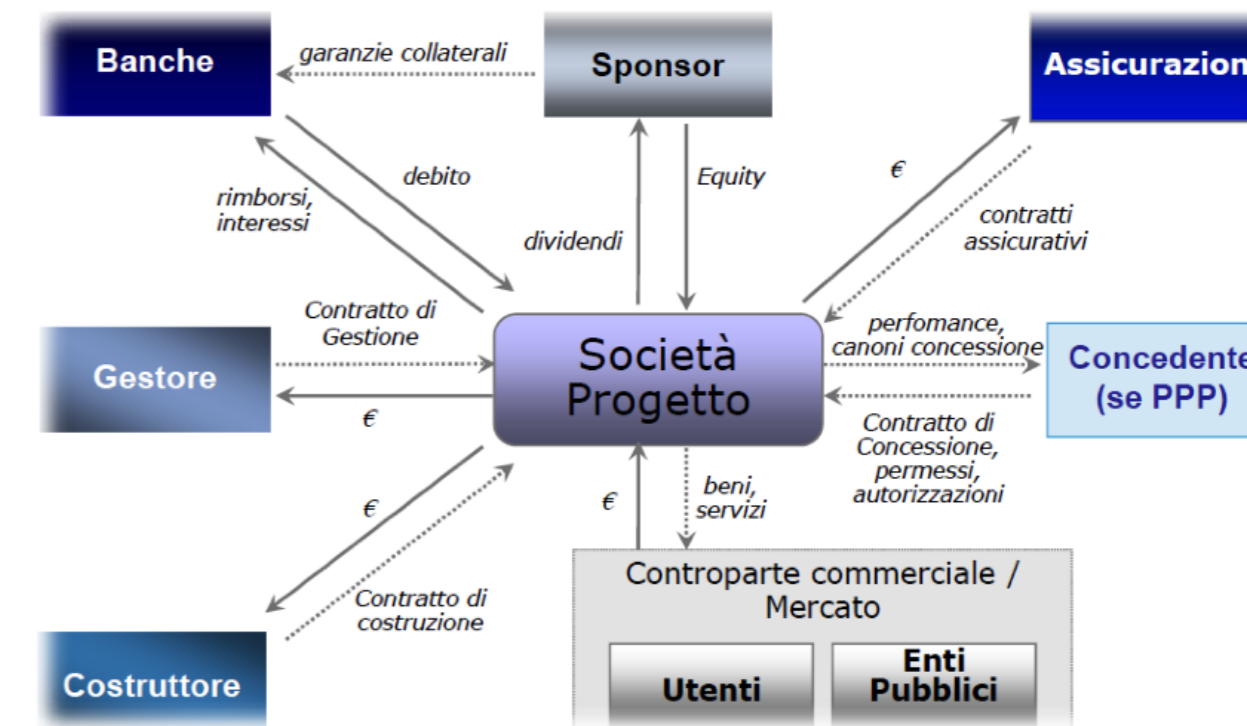 Banche
garanzie collaterali
Sponsor
Assicurazion
rimborsi,
interessi
debito
dividendi
Equity
€
contratti
assicurativi
Gestore
Contratto di
Gestione
€
Società
Progetto
perfomance,
canoni concessione
Contratto di
Concessione,
permessi,
autorizzazioni
Concedente
(se PPP)
€
Contratto di
costruzione
Costruttore
€
beni,
servizi
Controparte commerciale /
Mercato
Utenti
Enti
Pubblici